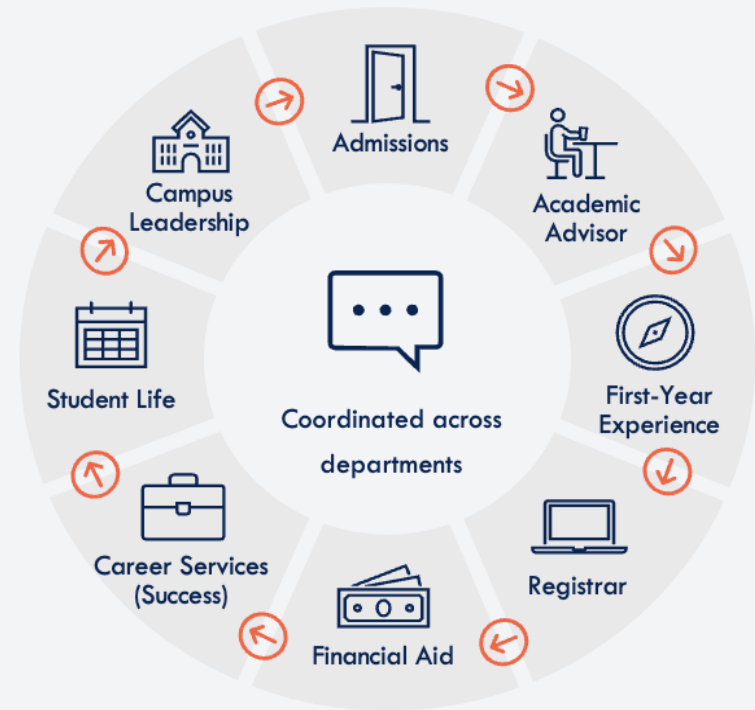 Admissions
Academic
Advisor
First-Year
Experience
Registrar
Financial Aid
Career Services
(Success)
Student Life
Campus
Leadership
Coordinated across
departments